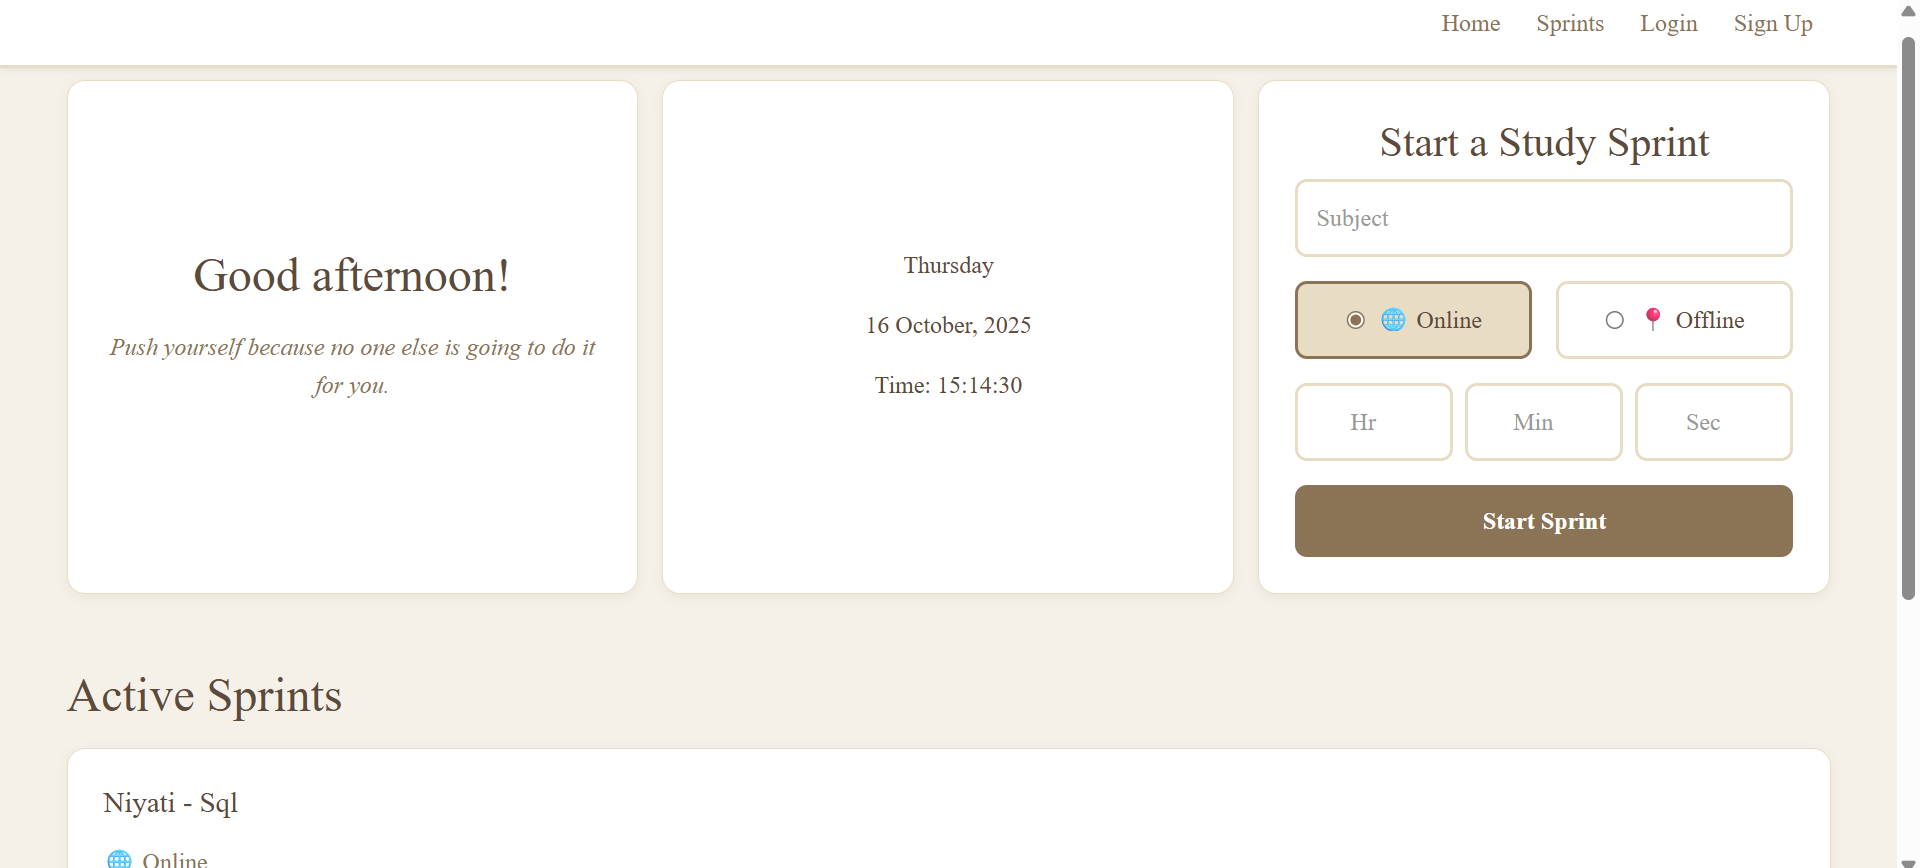 Home Sprints Login Sign Up
Good afternoon!
Push yourself because no one else is going to do it
for you.
Thursday
16 October, 2025
Time: 15:14:30
Start a Study Sprint
Subject
Online Offline
Hr Min Sec
Start Sprint
Active Sprints
Niyati - Sql
Online